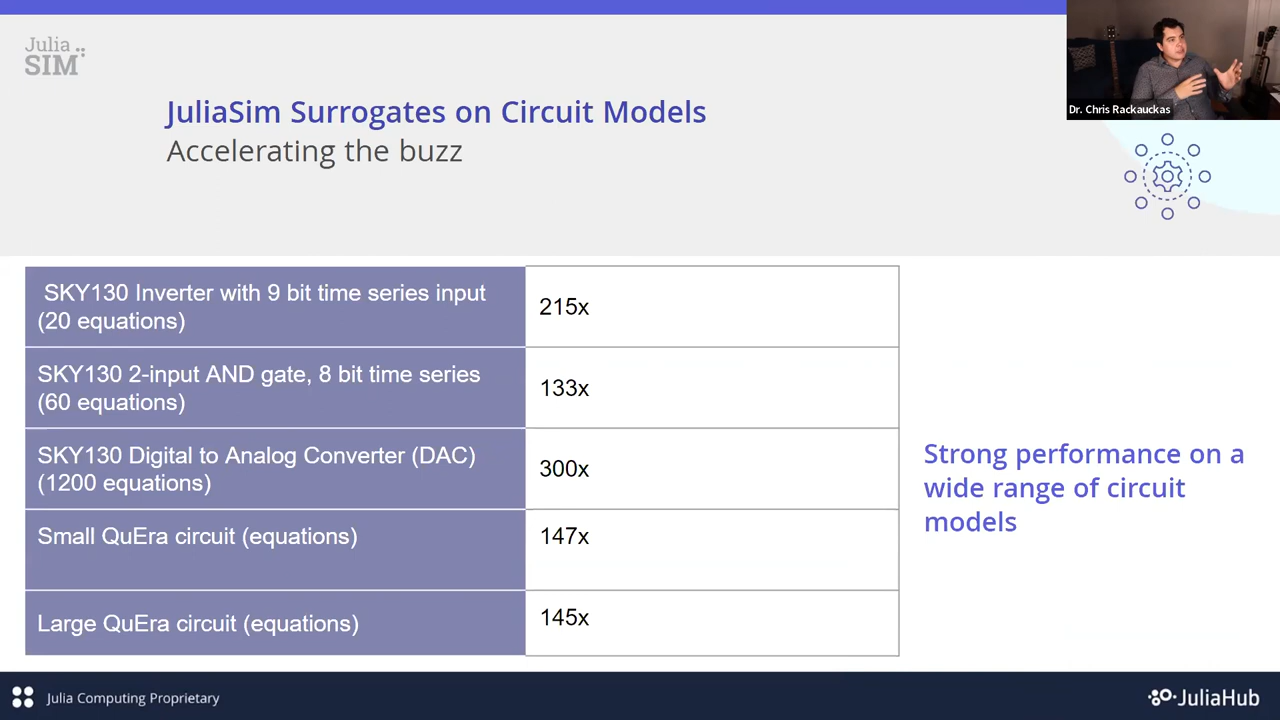 Julia
SIM
Dr. Chris Rackauckas
JuliaSim Surrogates on Circuit Models
Accelerating the buzz
SKY130 Inverter with 9 bit time series input
(20 equations)
215x
SKY130 2-input AND gate, 8 bit time series
(60 equations)
133x
SKY130 Digital to Analog Converter (DAC)
(1200 equations)
300x
Small QuEra circuit (equations)
147x
Large QuEra circuit (equations)
145x
Strong performance on a
wide range of circuit
models
Julia Computing Proprietary
JuliaHub